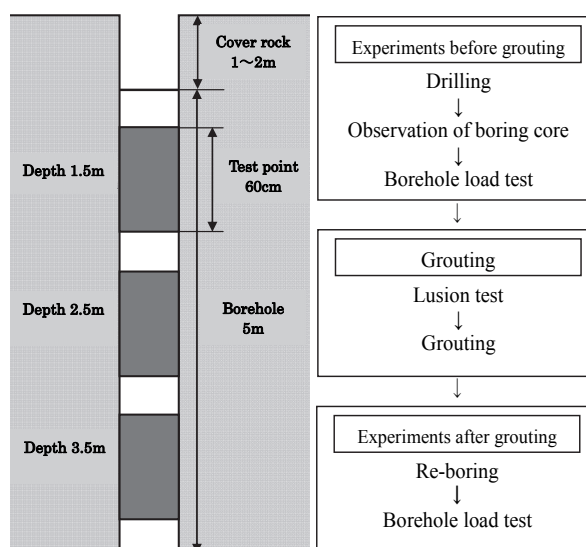 Cover rock
1～2m
Depth 1.5m
Test point
60cm
Depth 2.5m
Borehole
5m
Depth 3.5m
Experiments before grouting
Drilling
↓
Observation of boring core
↓
Borehole load test
↓
Grouting
Lusion test
↓
Grouting
↓
Experiments after grouting
Re-boring
↓
Borehole load test